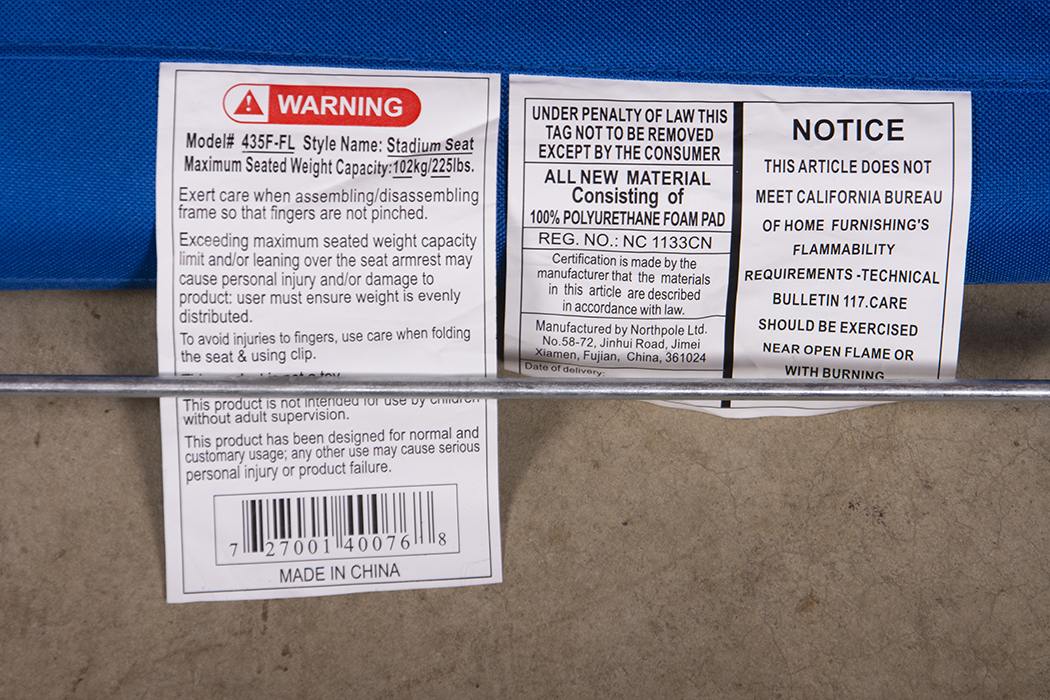 WARNING
Model# 435F-FL Style Name: Stadium Seat
Maximum Seated Weight Capacity:102kg/225lbs.
Exert care when assembling/disassembling
frame so that fingers are not pinched.
Exceeding maximum seated weight capacity
limit and/or leaning over the seat armrest may
cause personal injury and/or damage to
product: user must ensure weight is evenly
distributed.
To avoid injuries to fingers, use care when folding
the seat & using clip.
This product is not intended for use by children
without adult supervision.
This product has been designed for normal and
customary usage; any other use may cause serious
personal injury or product failure.
7 27001 40076 8
MADE IN CHINA
UNDER PENALTY OF LAW THIS
TAG NOT TO BE REMOVED
EXCEPT BY THE CONSUMER
ALL NEW MATERIAL
Consisting of
100% POLYURETHANE FOAM PAD
REG. NO.: NC 1133CN
Certification is made by the
manufacturer that the materials
in this article are described
in accordance with law.
Manufactured by Northpole Ltd.
No.58-72, Jinhui Road, Jimei
Xiamen, Fujian, China, 361024
Date of delivery:
NOTICE
THIS ARTICLE DOES NOT
MEET CALIFORNIA BUREAU
OF HOME FURNISHING'S
FLAMMABILITY
REQUIREMENTS -TECHNICAL
BULLETIN 117.CARE
SHOULD BE EXERCISED
NEAR OPEN FLAME OR
WITH BURNING